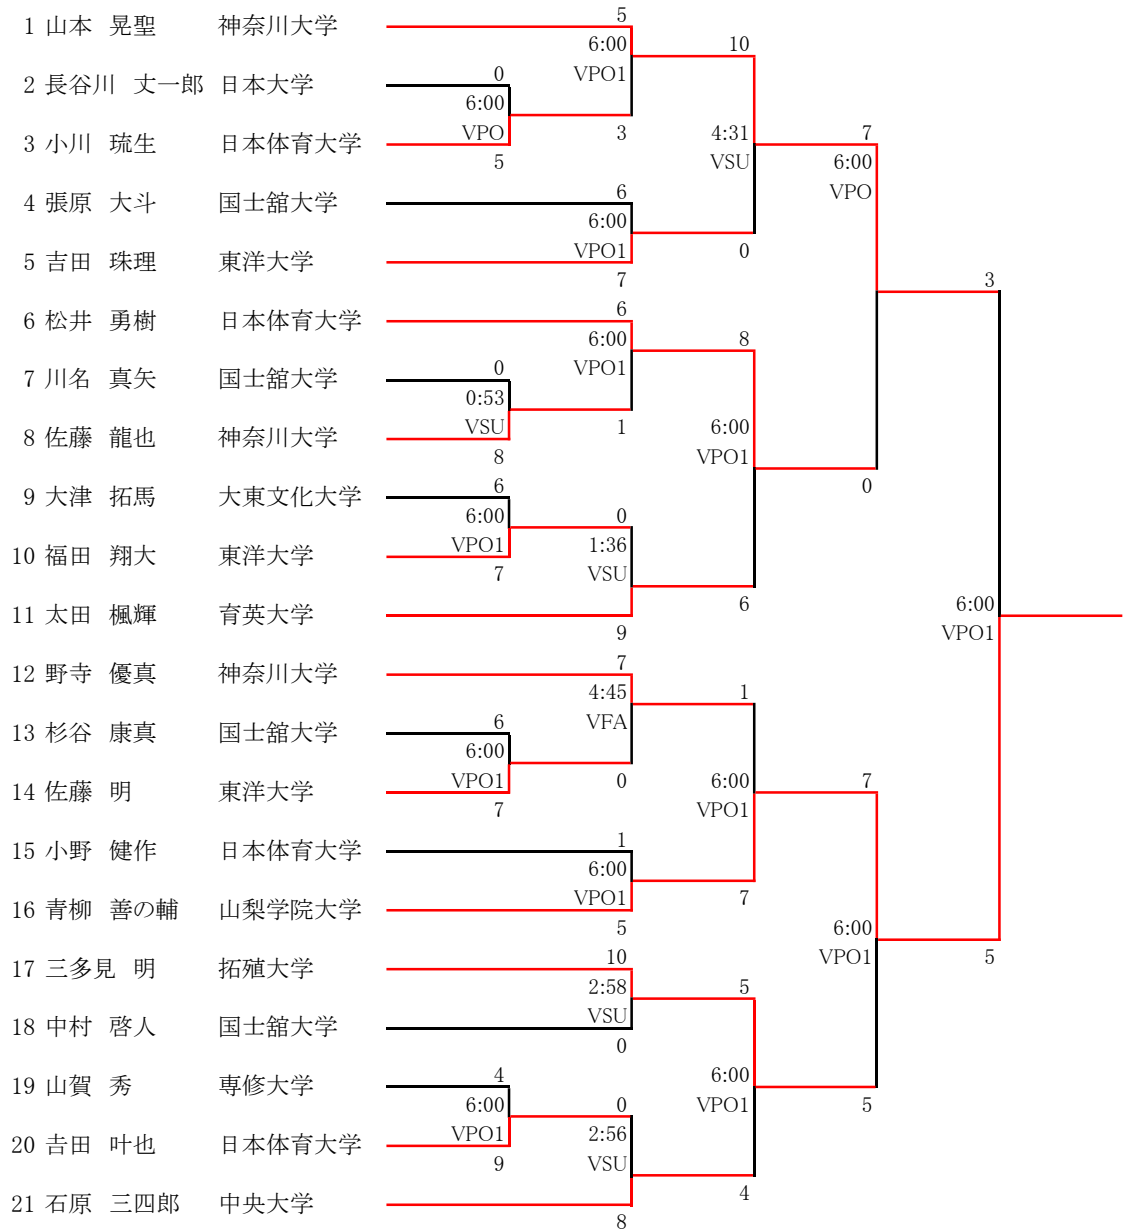 5
1 山本 晃聖 神奈川大学
6:00 10
0 VPO1
2 長谷川 丈一郎 日本大学
6:00
VPO 4:31 7
3 小川 琉生 日本体育大学 3
5 VSU 6:00
6 VPO
4 張原 大斗 国士舘大学
6:00
VPO1 0
5 吉田 珠理 東洋大学
7 3
6
6 松井 勇樹 日本体育大学
6:00 8
0 VPO1
7 川名 真矢 国士舘大学
0:53
VSU 1 6:00
8 佐藤 龍也 神奈川大学
8 VPO1
6 0
9 大津 拓馬 大東文化大学
6:00 0
VPO1 1:36
10 福田 翔大 東洋大学
7 VSU
6 6:00
11 太田 楓輝 育英大学
9 VPO1
7
12 野寺 優真 神奈川大学
4:45 1
6 VFA
13 杉谷 康真 国士舘大学
6:00
VPO1 0 6:00 7
14 佐藤 明 東洋大学
7 VPO1
1
15 小野 健作 日本体育大学
6:00
VPO1 7
16 青柳 善の輔 山梨学院大学
5 6:00
10 VPO1 5
17 三多見 明 拓殖大学
2:58 5
VSU
18 中村 啓人 国士舘大学
0
4 6:00
19 山賀 秀 専修大学
6:00 0 VPO1 5
VPO1 2:56
20 𠮷田 叶也 日本体育大学
9 VSU
4
21 石原 三四郎 中央大学
8